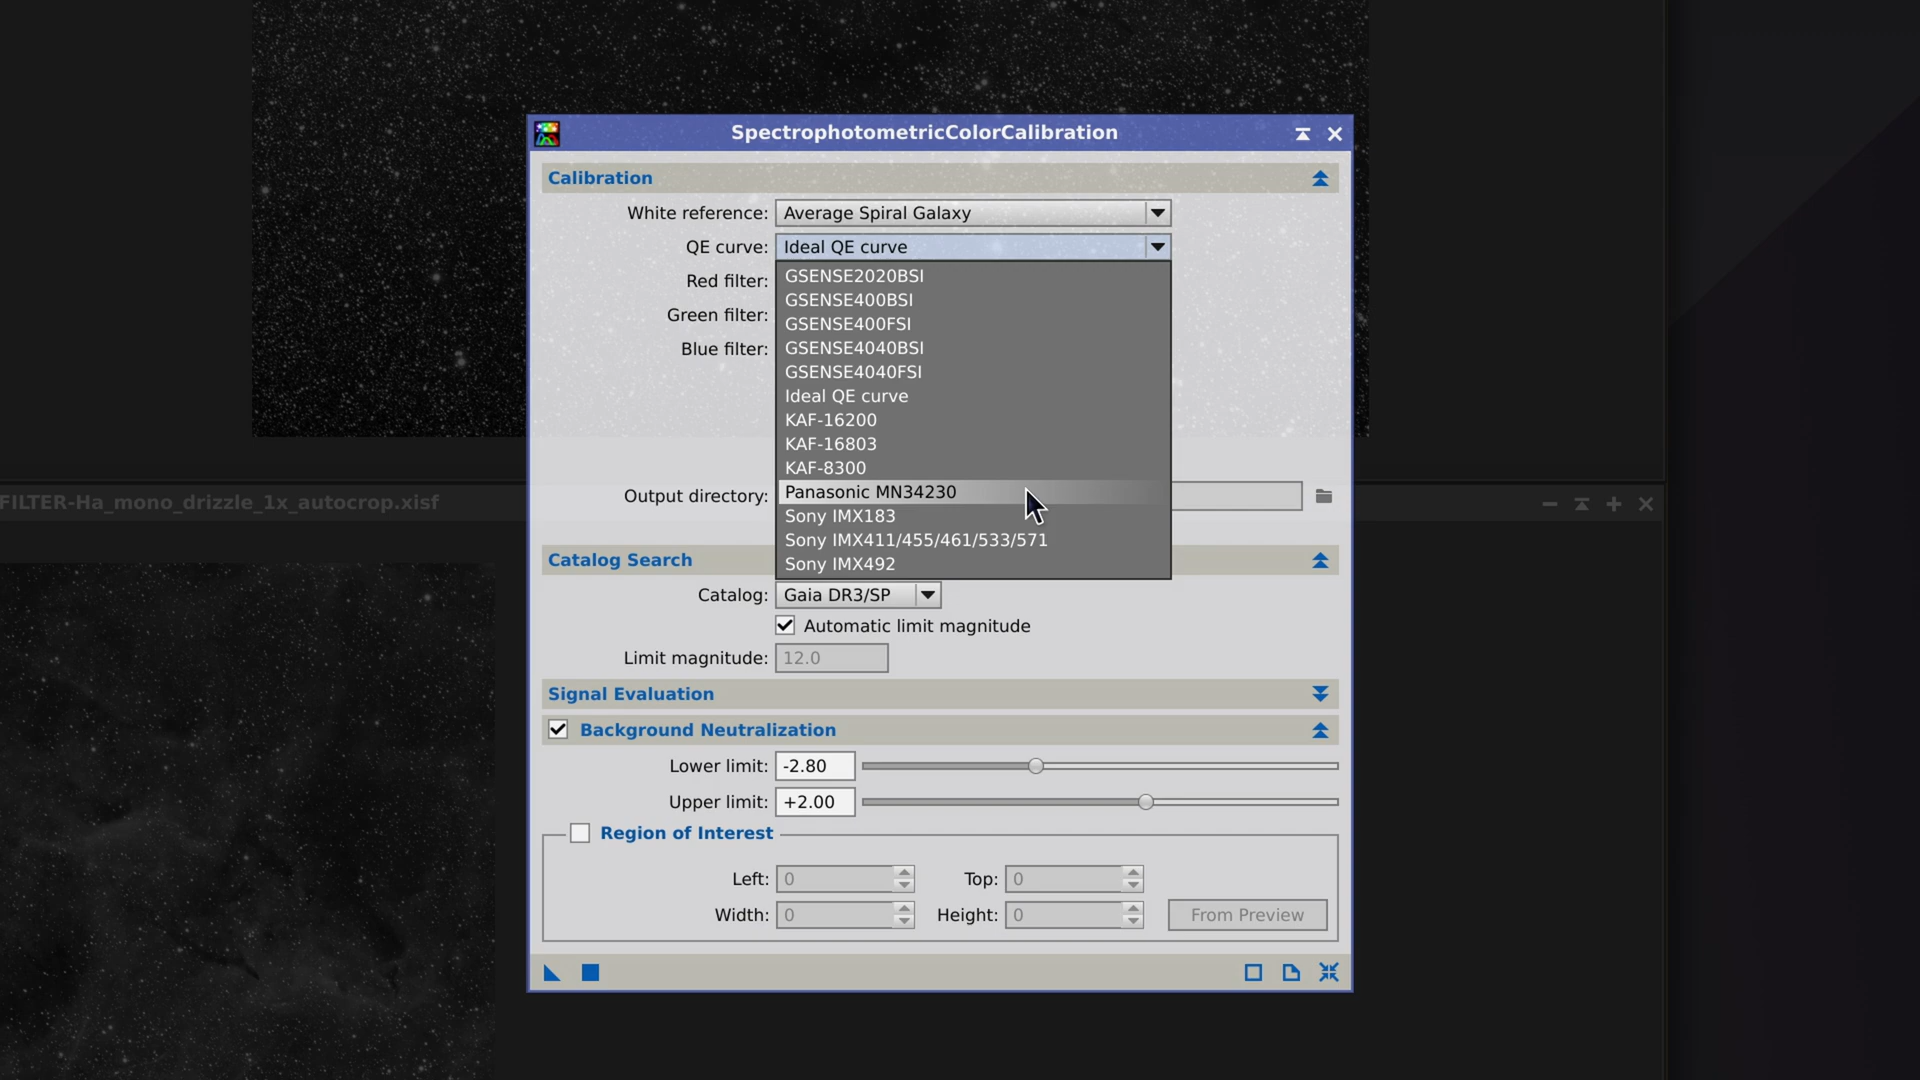 SpectrophotometricColorCalibration
Calibration
White reference: Average Spiral Galaxy
QE curve: Ideal QE curve
Red filter:
Green filter:
Blue filter:
GSENSE2020BSI
GSENSE400BSI
GSENSE400FSI
GSENSE4040BSI
GSENSE4040FSI
Ideal QE curve
KAF-16200
KAF-16803
KAF-8300
Panasonic MN34230
Sony IMX183
Sony IMX411/455/461/533/571
Sony IMX492
FILTER-Ha_mono_drizzle_1x_autocrop.xisf
Output directory:
Catalog Search
Catalog: Gaia DR3/SP
Automatic limit magnitude
Limit magnitude: 12.0
Signal Evaluation
Background Neutralization
Lower limit: -2.80
Upper limit: +2.00
Region of Interest
Left: 0 Top: 0
Width: 0 Height: 0 From Preview